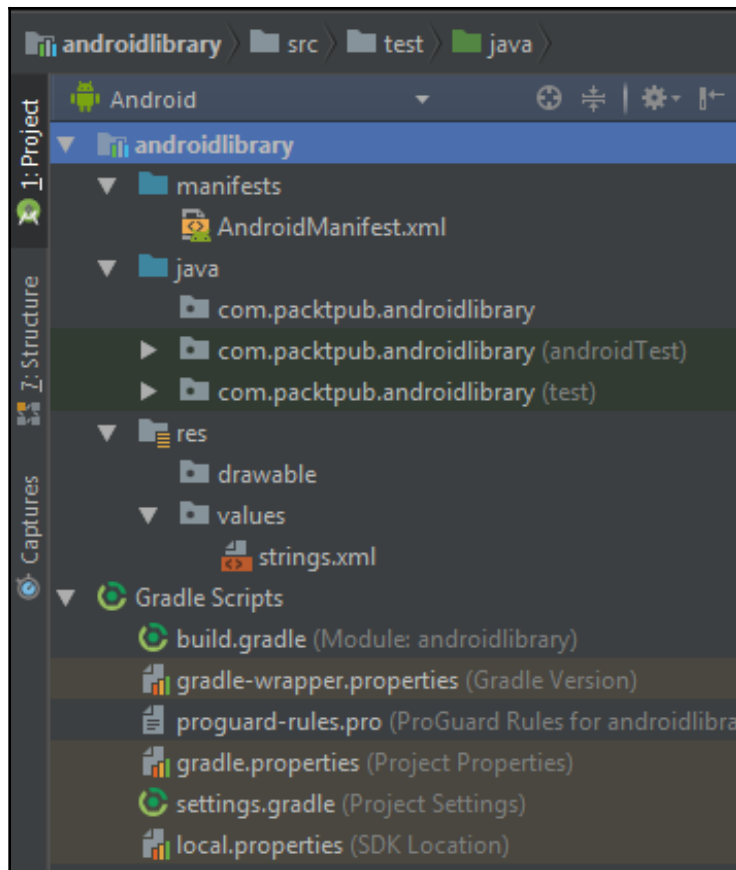 androidlibrary src test java
1: Project
7: Structure
Captures
Android
androidlibrary
manifests
AndroidManifest.xml
java
com.packtpub.androidlibrary
com.packtpub.androidlibrary (androidTest)
com.packtpub.androidlibrary (test)
res
drawable
values
strings.xml
Gradle Scripts
build.gradle (Module: androidlibrary)
gradle-wrapper.properties (Gradle Version)
proguard-rules.pro (ProGuard Rules for androidlibra
gradle.properties (Project Properties)
settings.gradle (Project Settings)
local.properties (SDK Location)